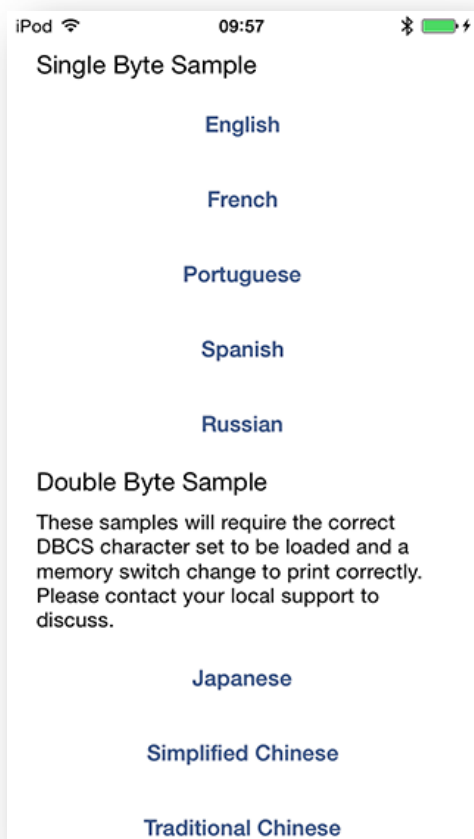 iPod 09:57
Single Byte Sample
English
French
Portuguese
Spanish
Russian
Double Byte Sample
These samples will require the correct
DBCS character set to be loaded and a
memory switch change to print correctly.
Please contact your local support to
discuss.
Japanese
Simplified Chinese
Traditional Chinese